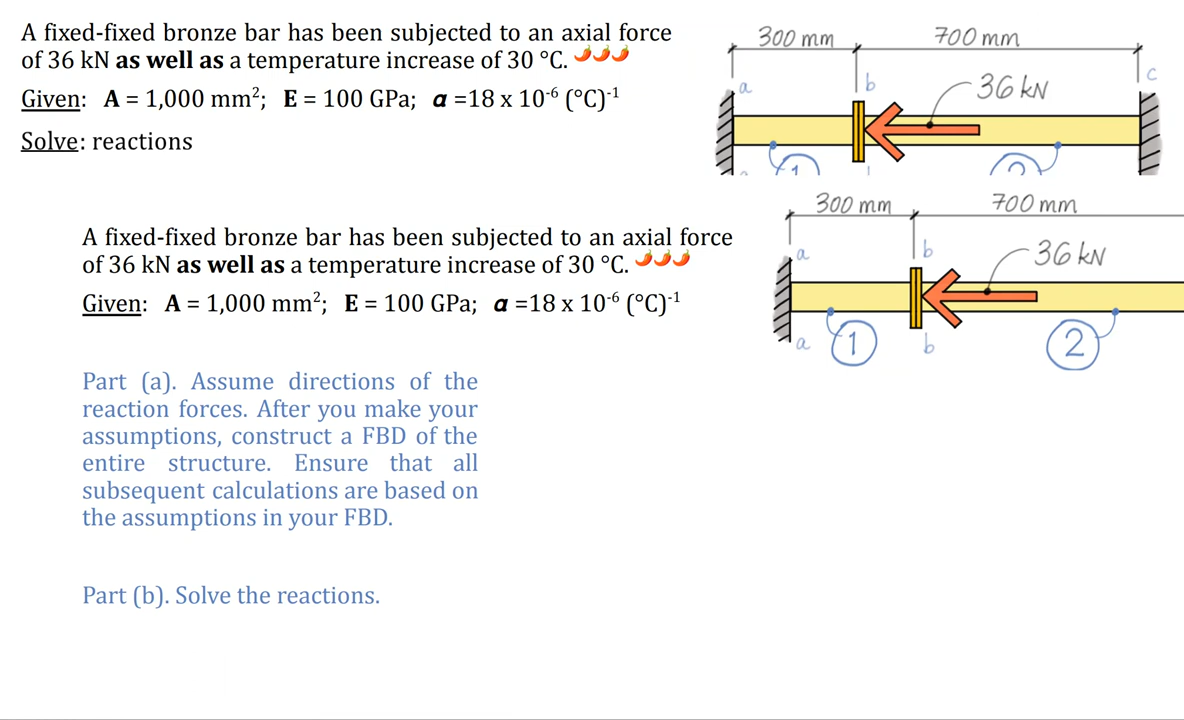 A fixed-fixed bronze bar has been subjected to an axial force
of 36 kN as well as a temperature increase of 30 °C. 🌶🌶🌶
Given: A = 1,000 mm²; E = 100 GPa; α =18 x 10⁻⁶ (°C)⁻¹
Solve: reactions
300 mm 700 mm
a b c
36 kN
1 2
A fixed-fixed bronze bar has been subjected to an axial force
of 36 kN as well as a temperature increase of 30 °C. 🌶🌶🌶
Given: A = 1,000 mm²; E = 100 GPa; α =18 x 10⁻⁶ (°C)⁻¹
300 mm 700 mm
a b
36 kN
a 1 b 2
Part (a). Assume directions of the
reaction forces. After you make your
assumptions, construct a FBD of the
entire structure. Ensure that all
subsequent calculations are based on
the assumptions in your FBD.
Part (b). Solve the reactions.